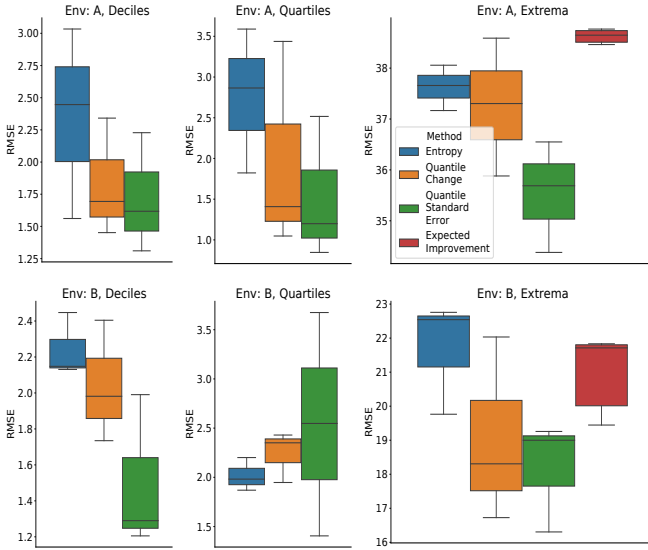 Env: A, Deciles
RMSE
3.00
2.75
2.50
2.25
2.00
1.75
1.50
1.25
Env: A, Quartiles
RMSE
3.5
3.0
2.5
2.0
1.5
1.0
Env: A, Extrema
RMSE
38
37
36
35
Method
Entropy
Quantile
Change
Quantile
Standard
Error
Expected
Improvement
Env: B, Deciles
RMSE
2.4
2.2
2.0
1.8
1.6
1.4
1.2
Env: B, Quartiles
RMSE
3.5
3.0
2.5
2.0
1.5
Env: B, Extrema
RMSE
23
22
21
20
19
18
17
16